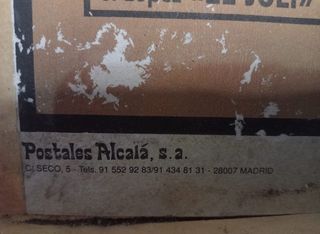 Postales Alcalá, s.a.
C/ SECO, 5 - Tels. 91 552 92 83/91 434 81 31 - 28007 MADRID